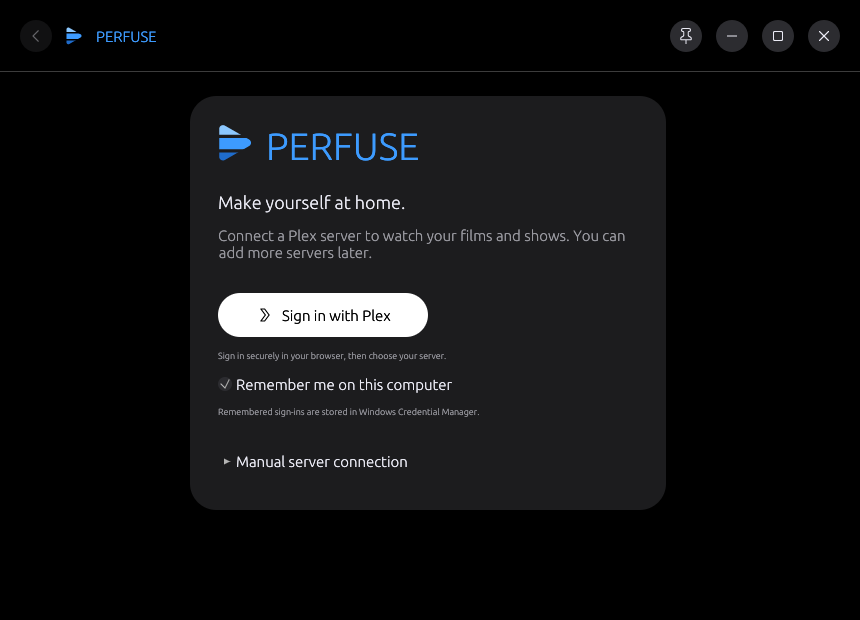 PERFUSE
PERFUSE
Make yourself at home.
Connect a Plex server to watch your films and shows. You can
add more servers later.
Sign in with Plex
Sign in securely in your browser, then choose your server.
Remember me on this computer
Remembered sign-ins are stored in Windows Credential Manager.
Manual server connection